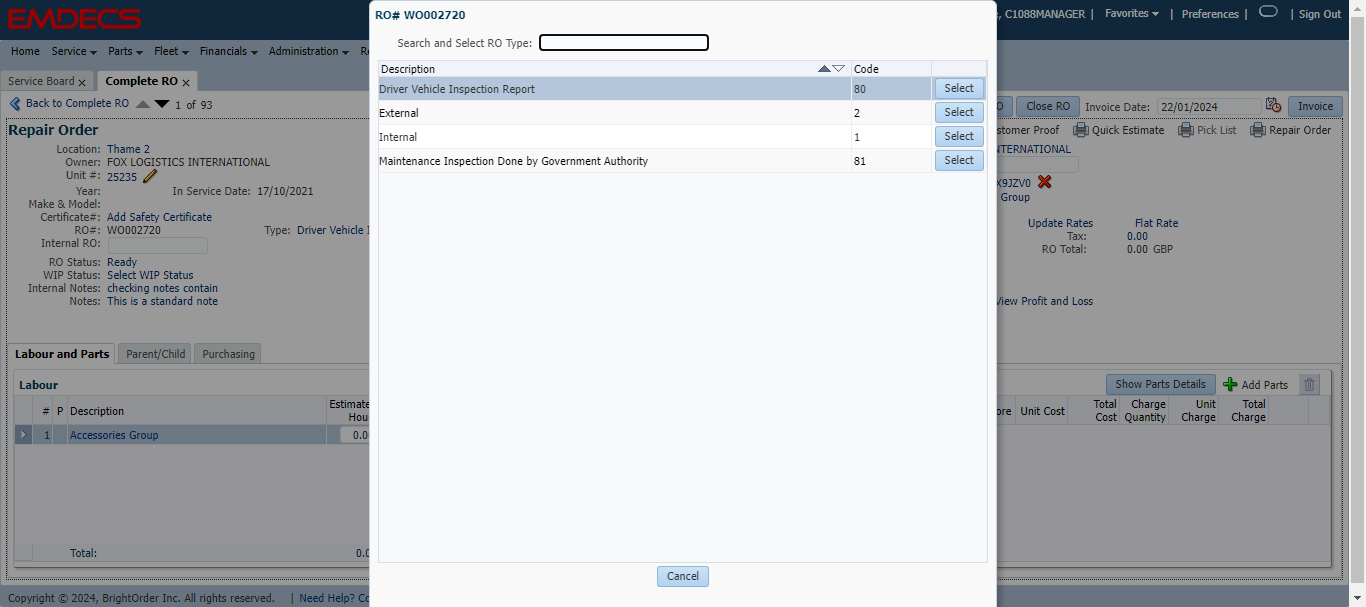 EMDECS
, C1088MANAGER | Favorites | Preferences | | Sign Out
Home Service Parts Fleet Financials Administration Re
Service Board x Complete RO x
Back to Complete RO 1 of 93
O Close RO Invoice Date: 22/01/2024 Invoice
Repair Order
stomer Proof Quick Estimate Pick List Repair Order
Location: Thame 2
NTERNATIONAL
Owner: FOX LOGISTICS INTERNATIONAL
Unit #: 25235
X9JZV0
Year: In Service Date: 17/10/2021
Group
Make & Model:
Certificate#: Add Safety Certificate
Update Rates Flat Rate
RO#: WO002720 Type: Driver Vehicle I
Tax: 0.00
Internal RO:
RO Total: 0.00 GBP
RO Status: Ready
WIP Status: Select WIP Status
Internal Notes: checking notes contain
Notes: This is a standard note
View Profit and Loss
Labour and Parts Parent/Child Purchasing
Labour
Show Parts Details Add Parts
# P Description Estimate Hou
ore Unit Cost Total Cost Charge Quantity Unit Charge Total Charge
1 Accessories Group 0.0
Total: 0.0
Copyright © 2024, BrightOrder Inc. All rights reserved. | Need Help? Co
RO# WO002720
Search and Select RO Type:
Description Code
Driver Vehicle Inspection Report 80 Select
External 2 Select
Internal 1 Select
Maintenance Inspection Done by Government Authority 81 Select
Cancel